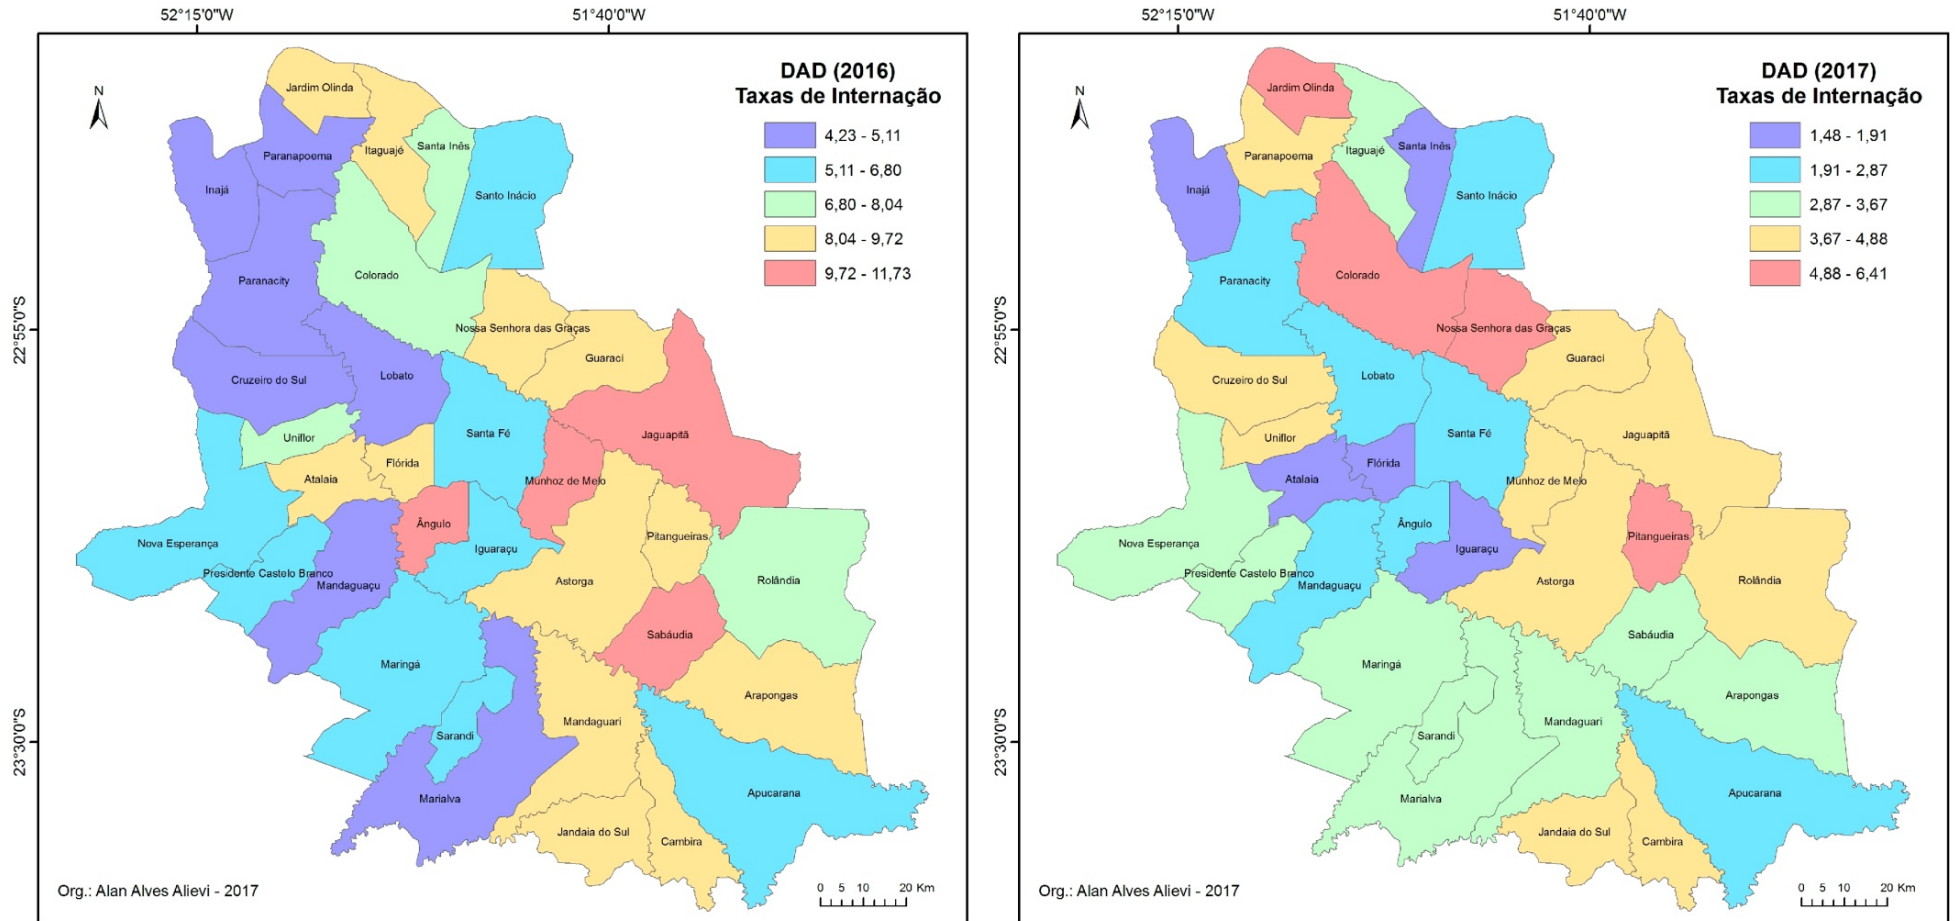 52°15'0"W
51°40'0"W
N
DAD (2016)
Taxas de Internação
4,23 - 5,11
5,11 - 6,80
6,80 - 8,04
8,04 - 9,72
9,72 - 11,73
Jardim Olinda
Santa Inês
Itaguajé
Paranapoema
Inajá
Santo Inácio
Colorado
Paranacity
22°55'0"S
Nossa Senhora das Graças
Guaraci
Lobato
Cruzeiro do Sul
Santa Fé
Jaguapitã
Uniflor
Flórida
Atalaia
Munhoz de Melo
Ângulo
Pitangueiras
Nova Esperança
Iguaraçu
Presidente Castelo Branco
Mandaguaçu
Astorga
Rolândia
Sabáudia
Maringá
Arapongas
Mandaguari
Sarandi
23°30'0"S
Apucarana
Marialva
Jandaia do Sul
Cambira
Org.: Alan Alves Alievi - 2017
0 5 10 20 Km
52°15'0"W
51°40'0"W
N
DAD (2017)
Taxas de Internação
1,48 - 1,91
1,91 - 2,87
2,87 - 3,67
3,67 - 4,88
4,88 - 6,41
Jardim Olinda
Santa Inês
Itaguajé
Paranapoema
Inajá
Santo Inácio
Colorado
Paranacity
22°55'0"S
Nossa Senhora das Graças
Guaraci
Lobato
Cruzeiro do Sul
Santa Fé
Jaguapitã
Uniflor
Flórida
Atalaia
Munhoz de Melo
Ângulo
Pitangueiras
Nova Esperança
Iguaraçu
Presidente Castelo Branco
Mandaguaçu
Astorga
Rolândia
Sabáudia
Maringá
Arapongas
Mandaguari
Sarandi
23°30'0"S
Apucarana
Marialva
Jandaia do Sul
Cambira
Org.: Alan Alves Alievi - 2017
0 5 10 20 Km